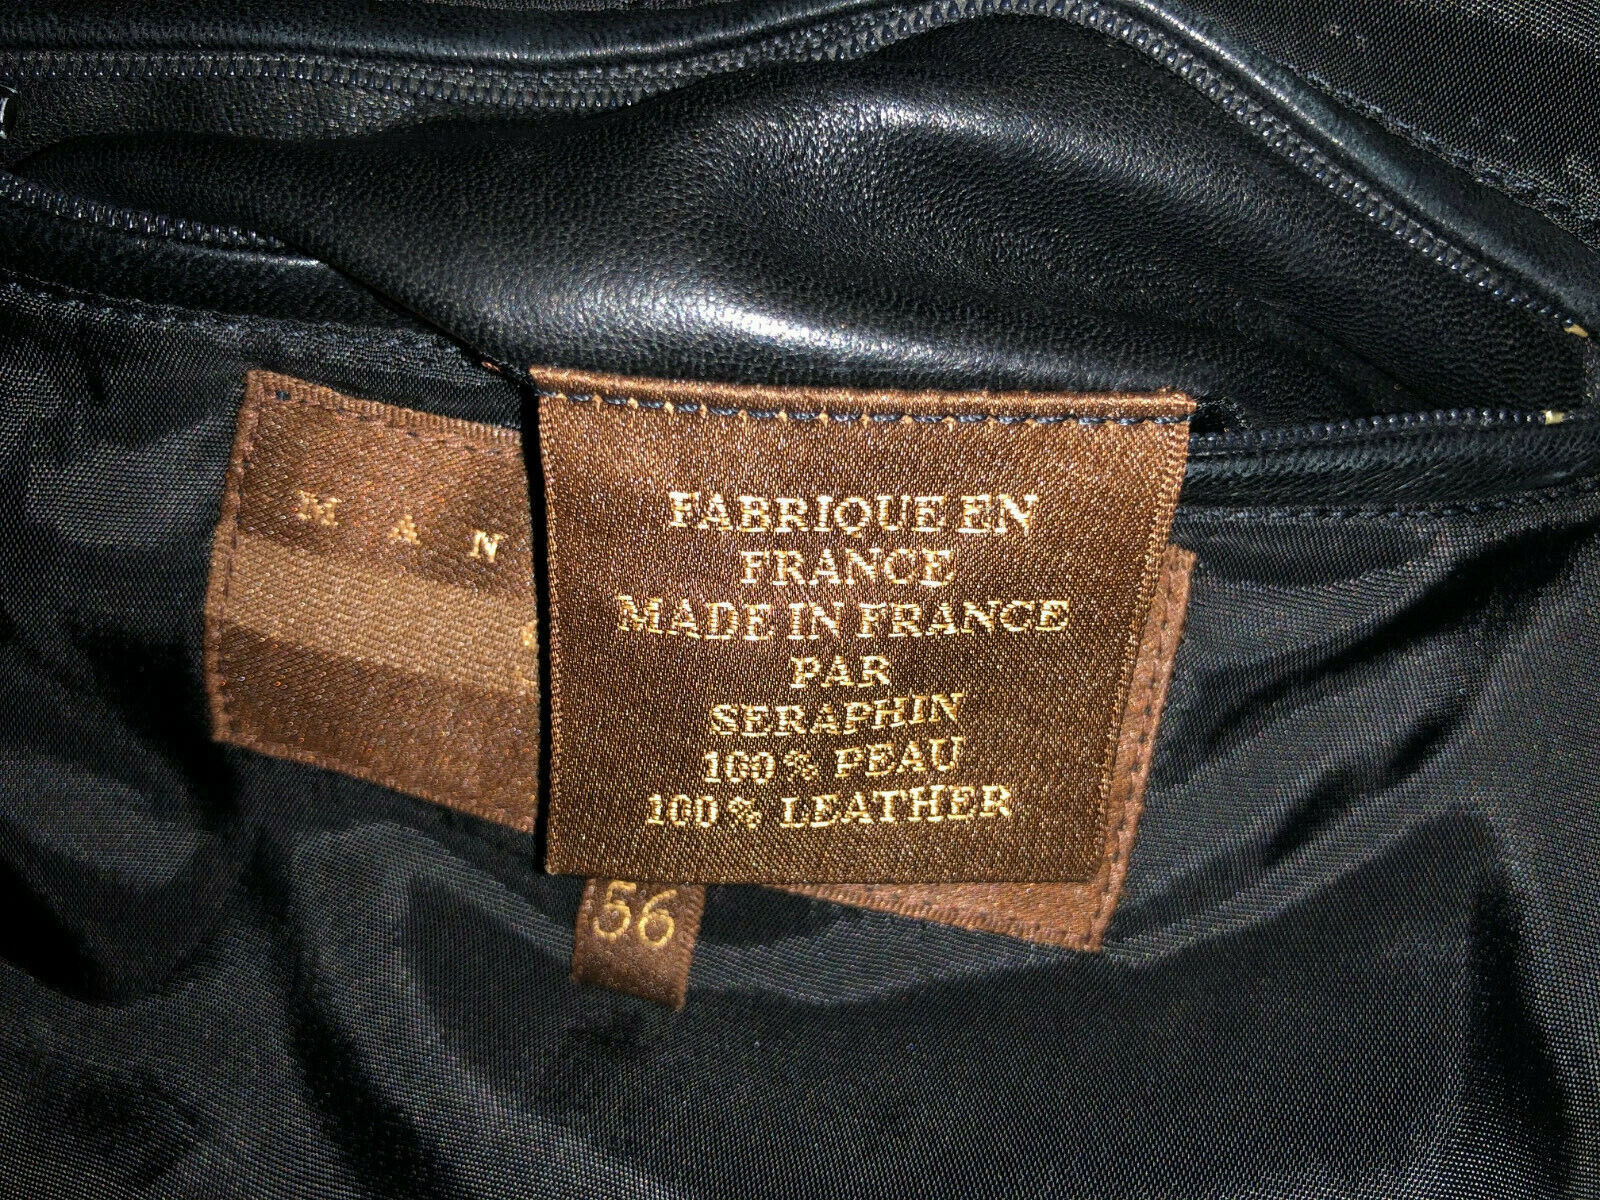 M A N
FABRIQUE EN
FRANCE
MADE IN FRANCE
PAR
SERAPHIN
100 % PEAU
100 % LEATHER
56